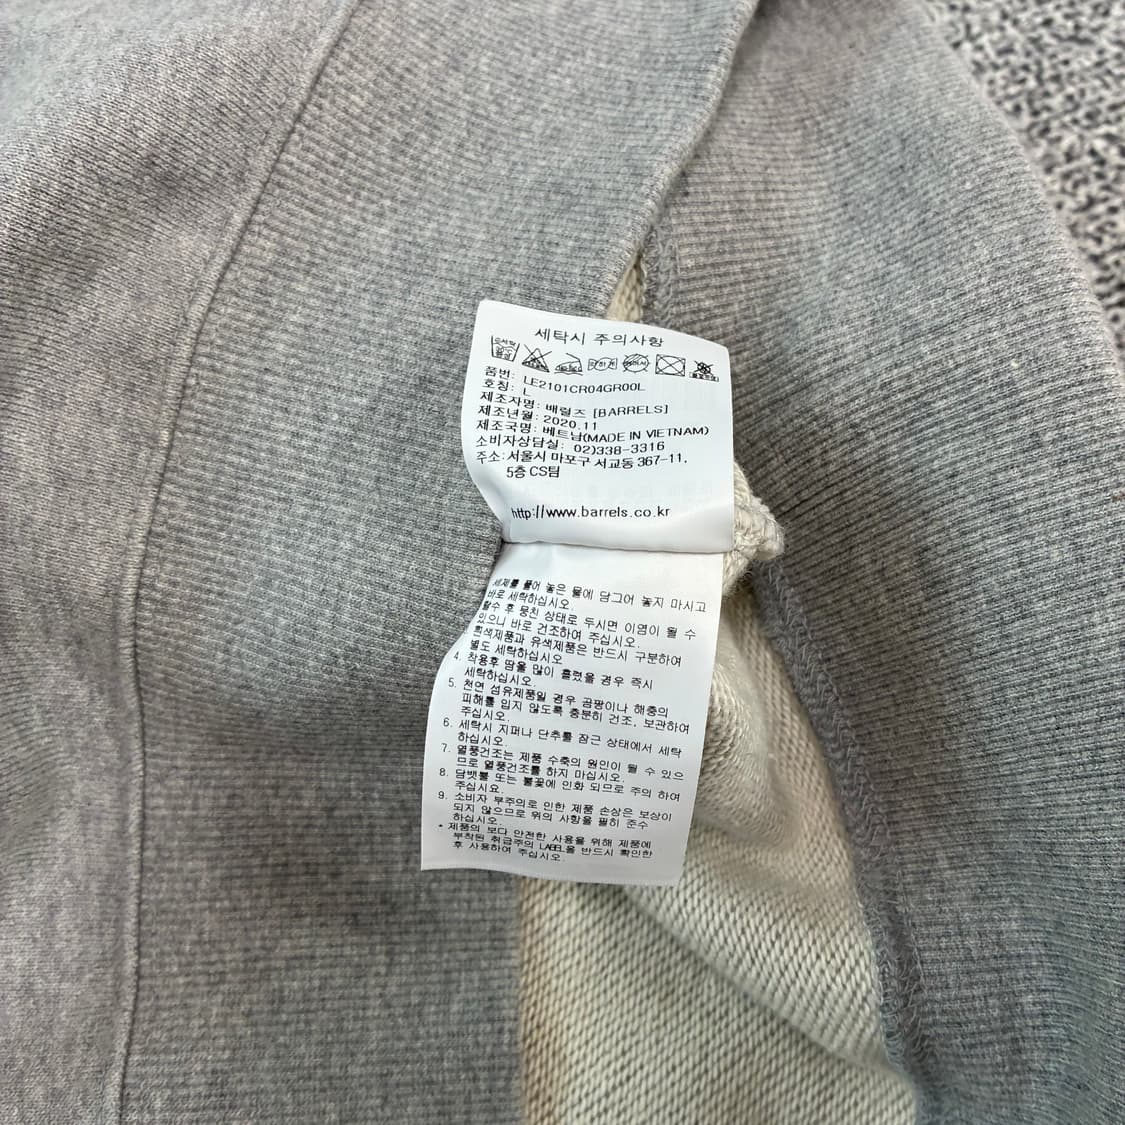 세탁시 주의사항
품번: LE2101CR04GR00L
호칭: L
제조자명: 배럴즈 [BARRELS]
제조년월: 2020.11
제조국명: 베트남(MADE IN VIETNAM)
소비자상담실: 02)338-3316
주소:서울시 마포구 서교동 367-11,
5층 CS팀
http://www.barrels.co.kr
세제를 풀어 놓은 물에 담그어 놓지 마시고
바로 세탁하십시오.
탈수 후 뭉친 상태로 두시면 이염이 될 수
있으니 바로 건조하여 주십시오.
흰색제품과 유색제품은 반드시 구분하여
별도 세탁하십시오
4. 착용후 땀을 많이 흘렸을 경우 즉시
세탁하십시오.
5. 천연 섬유제품일 경우 곰팡이나 해충의
피해를 입지 않도록 충분히 건조, 보관하여
주십시오.
6. 세탁시 지퍼나 단추를 잠근 상태에서 세탁
하십시오.
7. 열풍건조는 제품 수축의 원인이 될 수 있으
므로 열풍건조를 하지 마십시오.
8. 담뱃불 또는 불꽃에 인화 되므로 주의 하여
주십시요.
9. 소비자 부주의로 인한 제품 손상은 보상이
되지 않으므로 위의 사항을 필히 준수
하십시오.
* 제품의 보다 안전한 사용을 위해 제품에
부착된 취급주의 LABEL을 반드시 확인한
후 사용하여 주십시오.